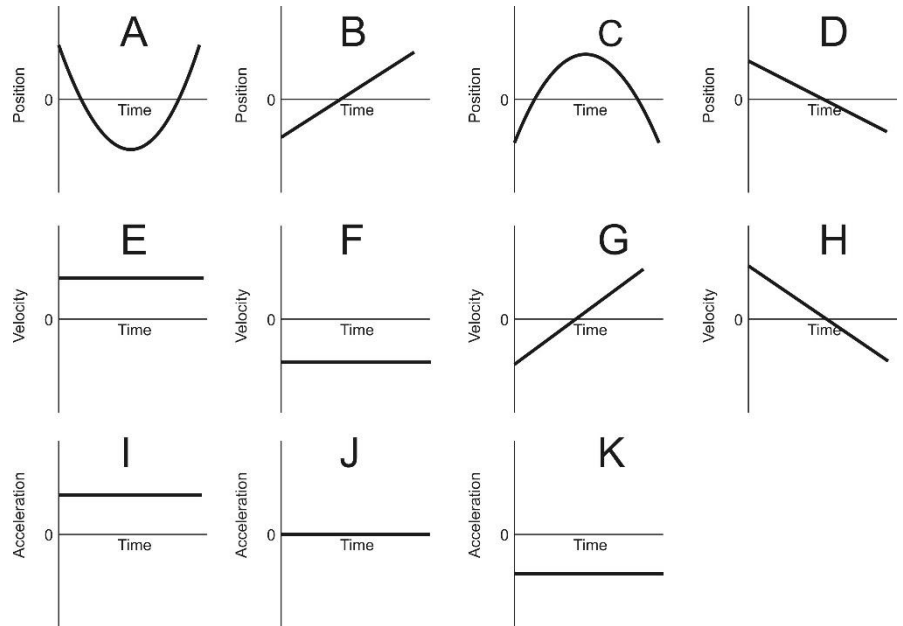 A
Position
0
Time
B
Position
0
Time
C
Position
0
Time
D
Position
0
Time
E
Velocity
0
Time
F
Velocity
0
Time
G
Velocity
0
Time
H
Velocity
0
Time
I
Acceleration
0
Time
J
Acceleration
0
Time
K
Acceleration
0
Time